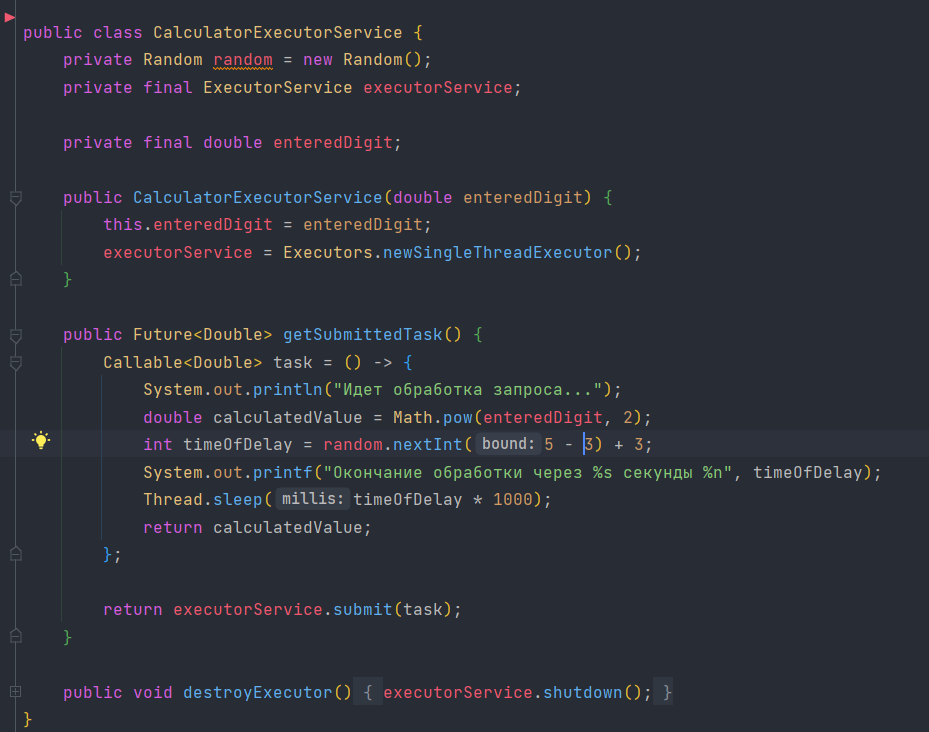 public class CalculatorExecutorService {
    private Random random = new Random();
    private final ExecutorService executorService;

    private final double enteredDigit;

    public CalculatorExecutorService(double enteredDigit) {
        this.enteredDigit = enteredDigit;
        executorService = Executors.newSingleThreadExecutor();
    }

    public Future<Double> getSubmittedTask() {
        Callable<Double> task = () -> {
            System.out.println("Идет обработка запроса...");
            double calculatedValue = Math.pow(enteredDigit, 2);
            int timeOfDelay = random.nextInt( bound: 5 - 3) + 3;
            System.out.printf("Окончание обработки через %s секунды %n", timeOfDelay);
            Thread.sleep( millis: timeOfDelay * 1000);
            return calculatedValue;
        };

        return executorService.submit(task);
    }

    public void destroyExecutor() { executorService.shutdown(); }
}